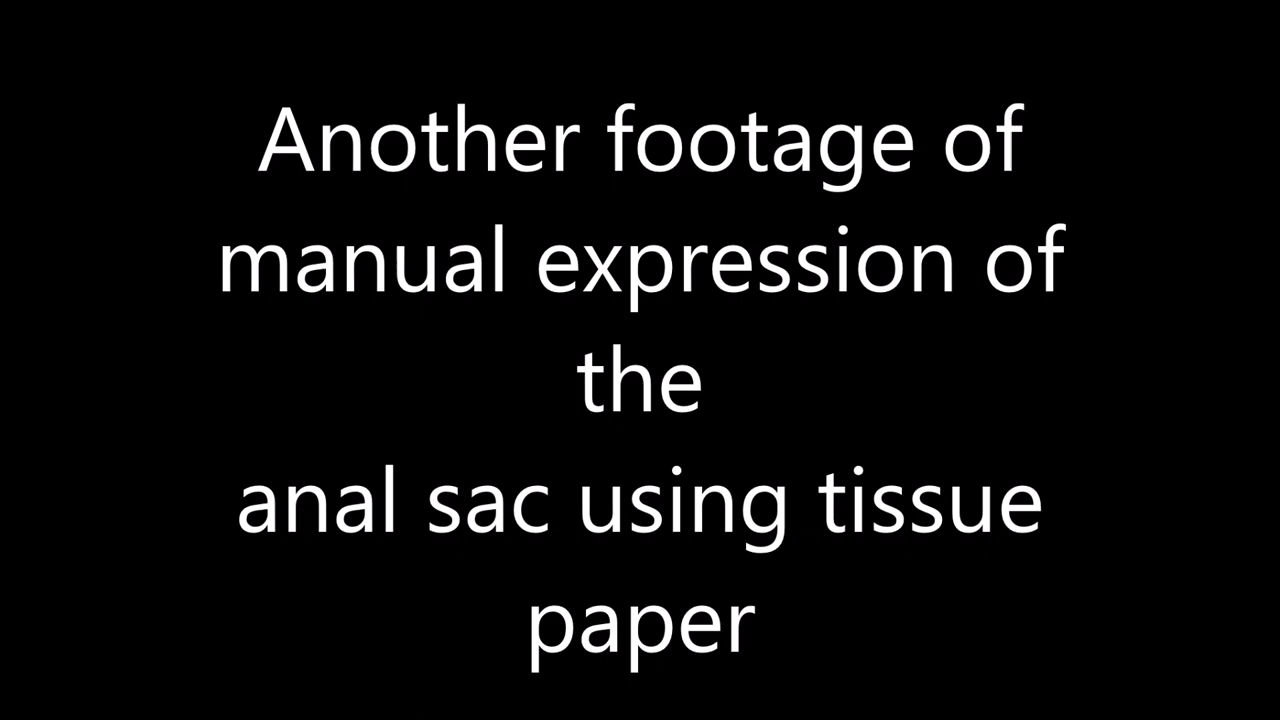 Another footage of
manual expression of
the
anal sac using tissue
paper